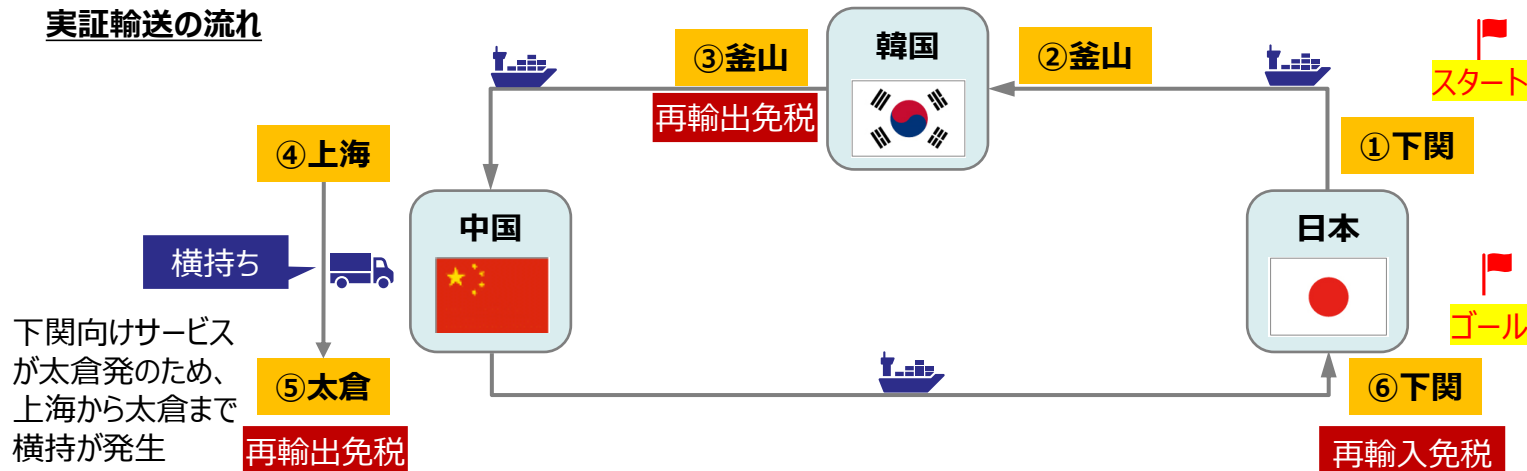 実証輸送の流れ
韓国
③釜山
再輸出免税
②釜山
スタート
①下関
④上海
中国
日本
横持ち
ゴール
下関向けサービス
が太倉発のため、
上海から太倉まで
横持が発生
⑤太倉
再輸出免税
⑥下関
再輸入免税